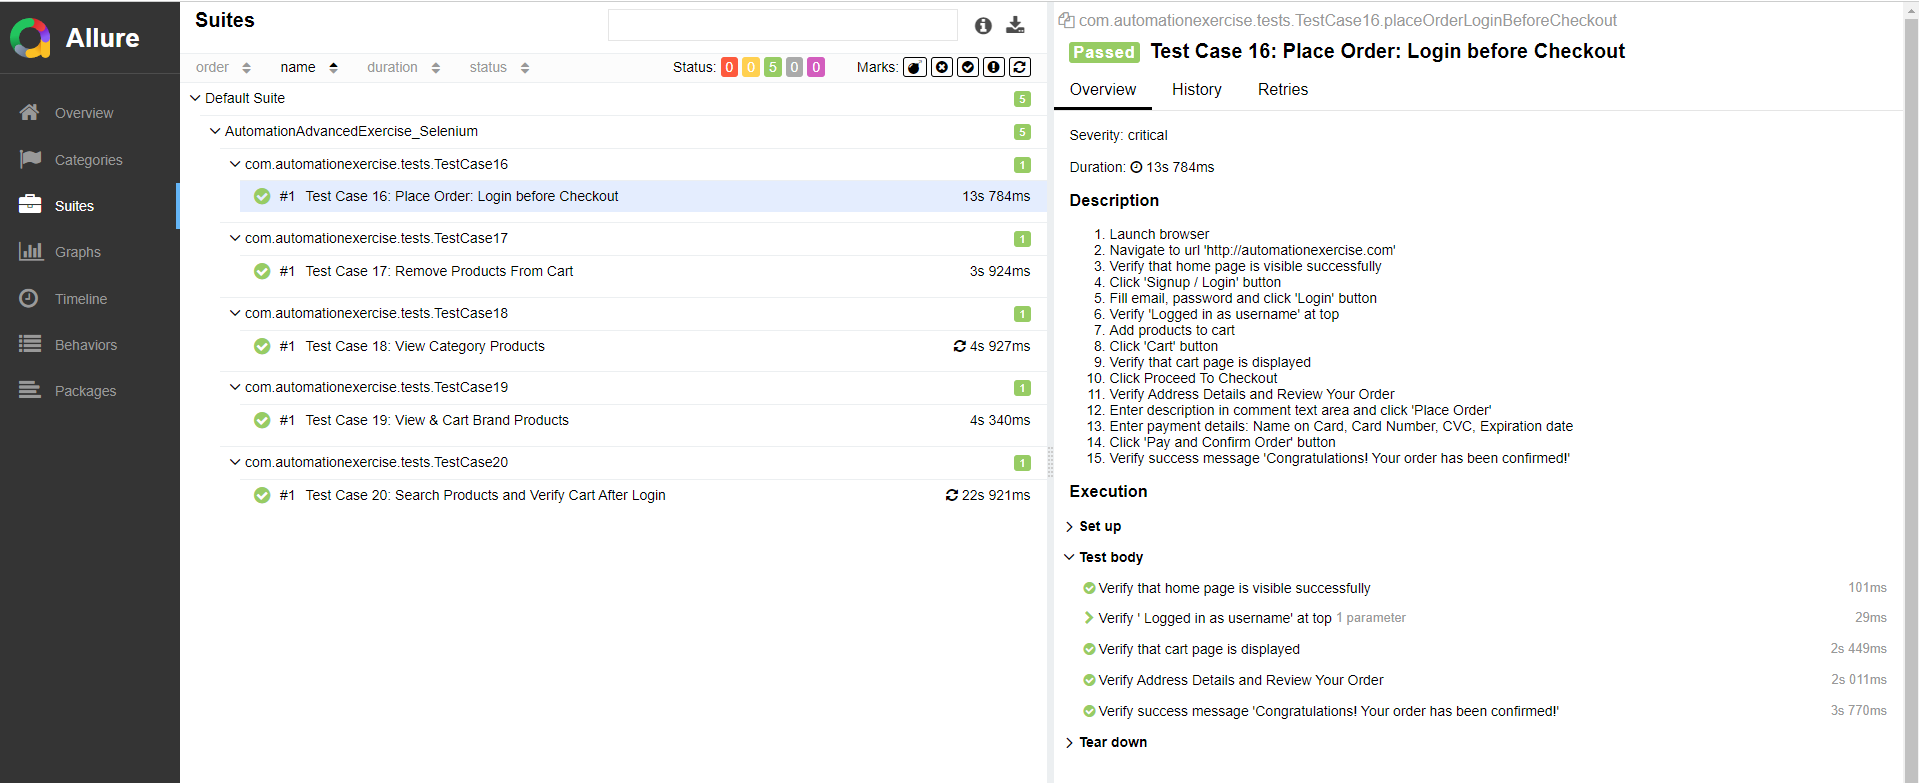 Allure
Overview
Categories
Suites
Graphs
Timeline
Behaviors
Packages
Suites
order name duration status Status: 0 0 5 0 0 Marks:
Default Suite 5
AutomationAdvancedExercise_Selenium 5
com.automationexercise.tests.TestCase16 1
#1 Test Case 16: Place Order: Login before Checkout 13s 784ms
com.automationexercise.tests.TestCase17 1
#1 Test Case 17: Remove Products From Cart 3s 924ms
com.automationexercise.tests.TestCase18 1
#1 Test Case 18: View Category Products 4s 927ms
com.automationexercise.tests.TestCase19 1
#1 Test Case 19: View & Cart Brand Products 4s 340ms
com.automationexercise.tests.TestCase20 1
#1 Test Case 20: Search Products and Verify Cart After Login 22s 921ms
com.automationexercise.tests.TestCase16.placeOrderLoginBeforeCheckout
Passed Test Case 16: Place Order: Login before Checkout
Overview History Retries
Severity: critical
Duration: 13s 784ms
Description
1. Launch browser
2. Navigate to url 'http://automationexercise.com'
3. Verify that home page is visible successfully
4. Click 'Signup / Login' button
5. Fill email, password and click 'Login' button
6. Verify 'Logged in as username' at top
7. Add products to cart
8. Click 'Cart' button
9. Verify that cart page is displayed
10. Click Proceed To Checkout
11. Verify Address Details and Review Your Order
12. Enter description in comment text area and click 'Place Order'
13. Enter payment details: Name on Card, Card Number, CVC, Expiration date
14. Click 'Pay and Confirm Order' button
15. Verify success message 'Congratulations! Your order has been confirmed!'
Execution
Set up
Test body
Verify that home page is visible successfully 101ms
Verify ' Logged in as username' at top 1 parameter 29ms
Verify that cart page is displayed 2s 449ms
Verify Address Details and Review Your Order 2s 011ms
Verify success message 'Congratulations! Your order has been confirmed!' 3s 770ms
Tear down